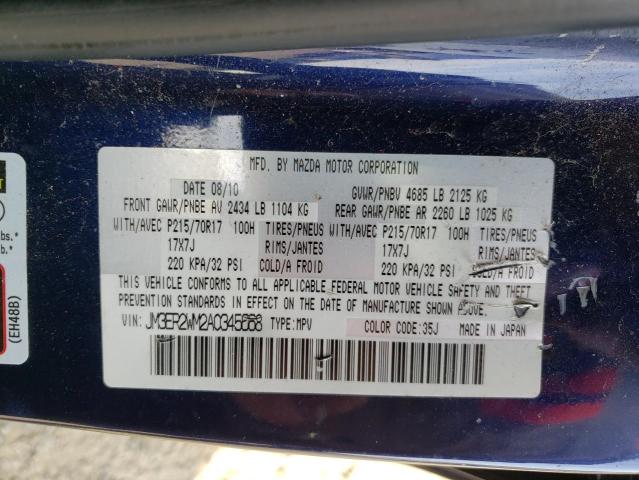 MFD. BY MAZDA MOTOR CORPORATION
DATE 08/10 GVWR/PNBV 4685 LB 2125 KG
FRONT GAWR/PNBE AV 2434 LB 1104 KG REAR GAWR/PNBE AR 2260 LB 1025 KG
WITH/AVEC P215/70R17 100H TIRES/PNEUS WITH/AVEC P215/70R17 100H TIRES/PNEUS
17X7J RIMS/JANTES 17X7J RIMS/JANTES
220 KPA/32 PSI COLD/A FROID 220 KPA/32 PSI COLD/A FROID
THIS VEHICLE CONFORMS TO ALL APPLICABLE FEDERAL MOTOR VEHICLE SAFETY AND THEFT
PREVENTION STANDARDS IN EFFECT ON THE DATE OF MANUFACTURE SHOWN ABOVE.
VIN: TYPE:MPV COLOR CODE:35J MADE IN JAPAN
(EH48B)
lbs.*